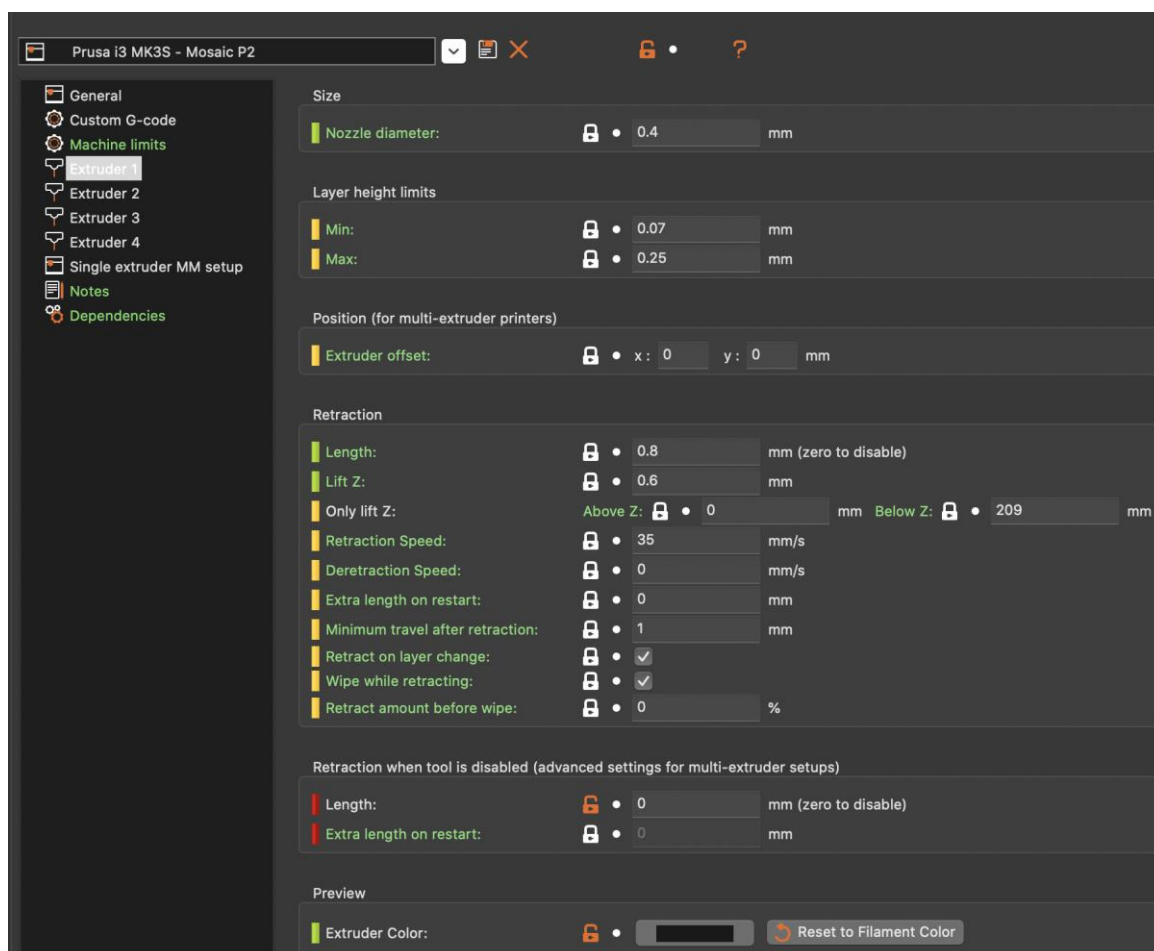 Prusa i3 MK3S - Mosaic P2 ?
General
Custom G-code
Machine limits
Extruder 1
Extruder 2
Extruder 3
Extruder 4
Single extruder MM setup
Notes
Dependencies
Size
Nozzle diameter: 0.4 mm
Layer height limits
Min: 0.07 mm
Max: 0.25 mm
Position (for multi-extruder printers)
Extruder offset: x : 0 y : 0 mm
Retraction
Length: 0.8 mm (zero to disable)
Lift Z: 0.6 mm
Only lift Z: Above Z: 0 mm Below Z: 209 mm
Retraction Speed: 35 mm/s
Deretraction Speed: 0 mm/s
Extra length on restart: 0 mm
Minimum travel after retraction: 1 mm
Retract on layer change:
Wipe while retracting:
Retract amount before wipe: 0 %
Retraction when tool is disabled (advanced settings for multi-extruder setups)
Length: 0 mm (zero to disable)
Extra length on restart: 0 mm
Preview
Extruder Color: Reset to Filament Color